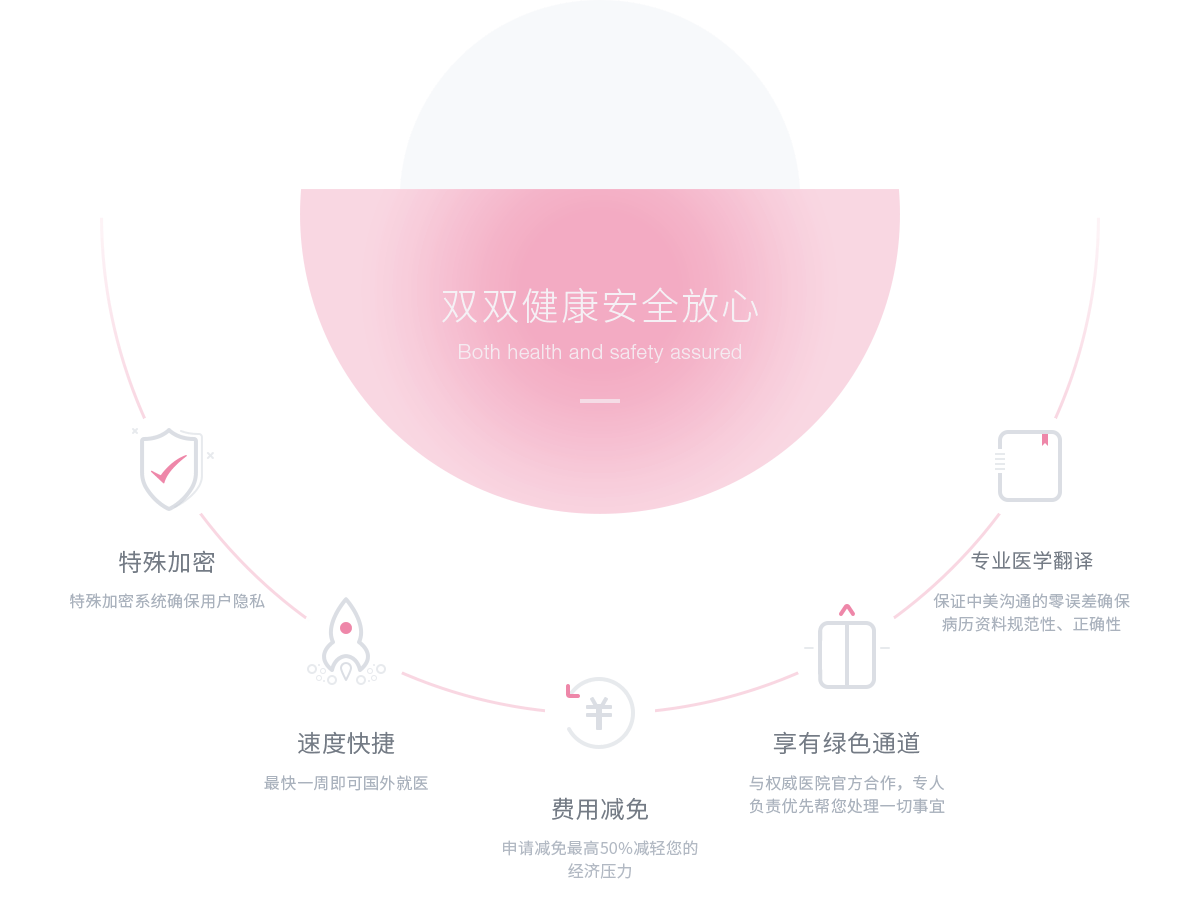 双双健康安全放心
Both health and safety assured
特殊加密
特殊加密系统确保用户隐私
速度快捷
最快一周即可国外就医
¥
费用减免
申请减免最高50%减轻您的
经济压力
享有绿色通道
与权威医院官方合作，专人
负责优先帮您处理一切事宜
专业医学翻译
保证中美沟通的零误差确保
病历资料规范性、正确性